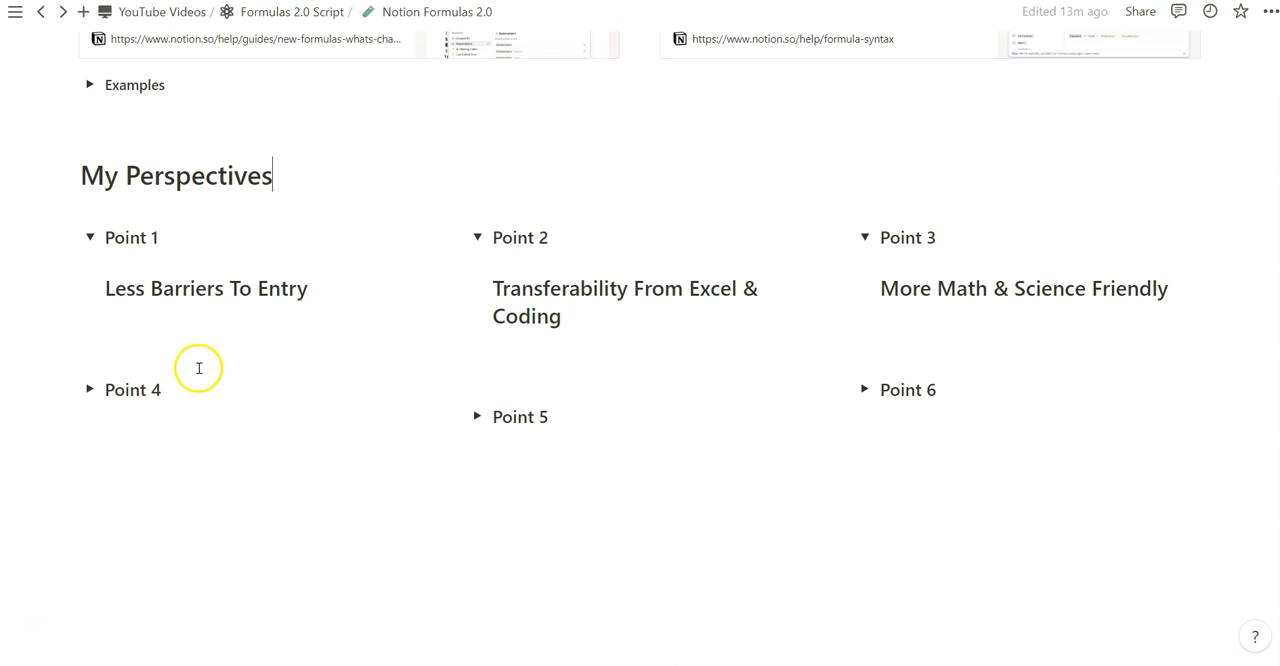 YouTube Videos / Formulas 2.0 Script / Notion Formulas 2.0
Edited 13m ago Share
https://www.notion.so/help/guides/new-formulas-whats-cha...
https://www.notion.so/help/formula-syntax
Examples
My Perspectives
Point 1
Less Barriers To Entry
Point 2
Transferability From Excel &
Coding
Point 3
More Math & Science Friendly
Point 4
Point 5
Point 6
?